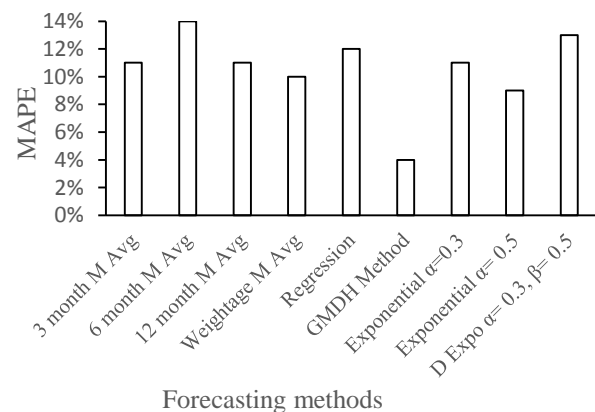 14%
12%
10%
8%
6%
4%
2%
0%
MAPE
3 month M Avg
6 month M Avg
12 month M Avg
Weightage M Avg
Regression
GMDH Method
Exponential α=0.3
Exponential α= 0.5
D Expo α= 0.3, β= 0.5
Forecasting methods